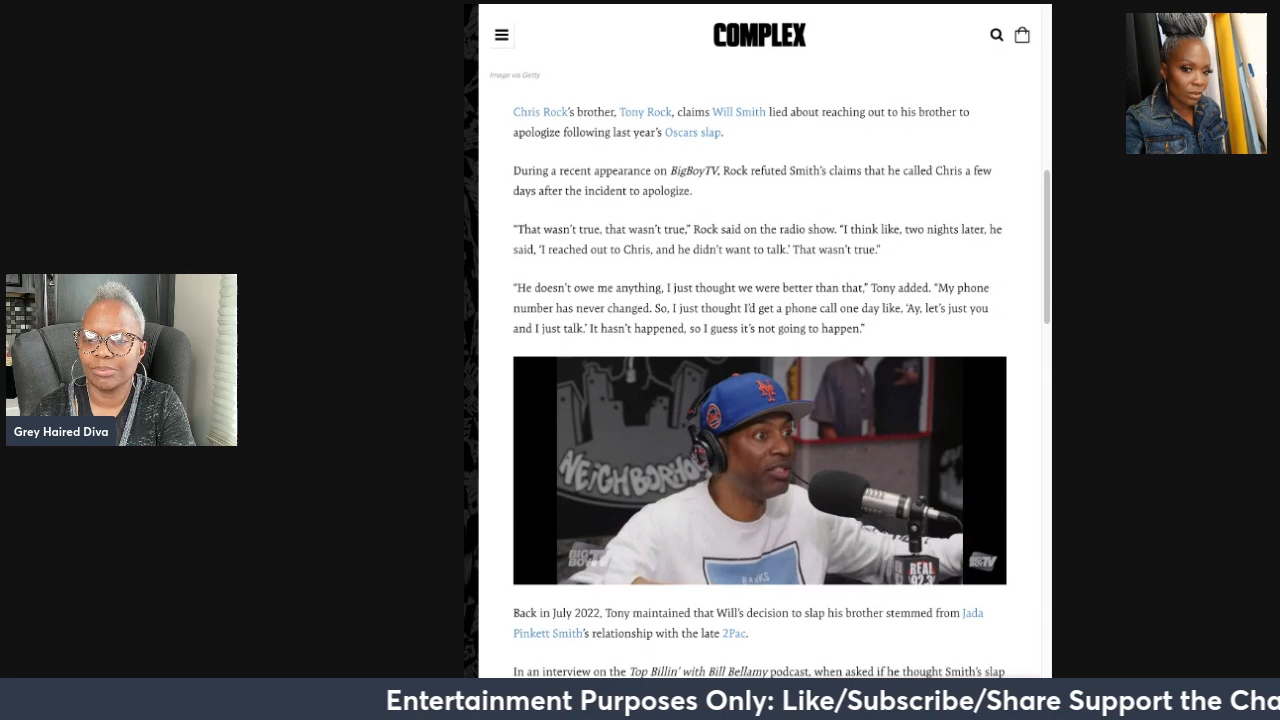 COMPLEX
Image via Getty
Chris Rock's brother, Tony Rock, claims Will Smith lied about reaching out to his brother to
apologize following last year's Oscars slap.
During a recent appearance on BigBoyTV, Rock refuted Smith's claims that he called Chris a few
days after the incident to apologize.
"That wasn't true, that wasn't true," Rock said on the radio show. "I think like, two nights later, he
said, 'I reached out to Chris, and he didn't want to talk.' That wasn't true."
"He doesn't owe me anything, I just thought we were better than that," Tony added. "My phone
number has never changed. So, I just thought I'd get a phone call one day like, 'Ay, let's just you
and I just talk.' It hasn't happened, so I guess it's not going to happen."
NEIGHBORHO
BIG
BOYTV
REAL
92.3
BIG
BOYTV
BANKS
Back in July 2022, Tony maintained that Will's decision to slap his brother stemmed from Jada
Pinkett Smith's relationship with the late 2Pac.
In an interview on the Top Billin' with Bill Bellamy podcast, when asked if he thought Smith's slap
Grey Haired Diva
Entertainment Purposes Only: Like/Subscribe/Share Support the Cha